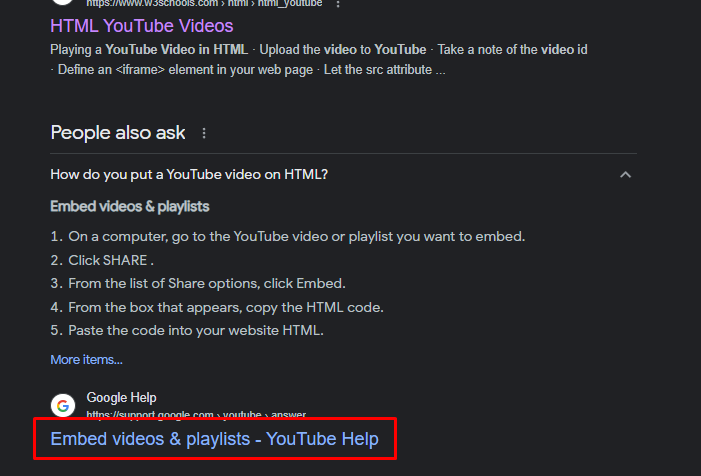 https://www.w3schools.com › html › html_youtube
HTML YouTube Videos
Playing a YouTube Video in HTML · Upload the video to YouTube · Take a note of the video id
· Define an <iframe> element in your web page · Let the src attribute ...
People also ask
How do you put a YouTube video on HTML?
Embed videos & playlists
1. On a computer, go to the YouTube video or playlist you want to embed.
2. Click SHARE .
3. From the list of Share options, click Embed.
4. From the box that appears, copy the HTML code.
5. Paste the code into your website HTML.
More items...
Google Help
https://support.google.com › youtube › answer
Embed videos & playlists - YouTube Help